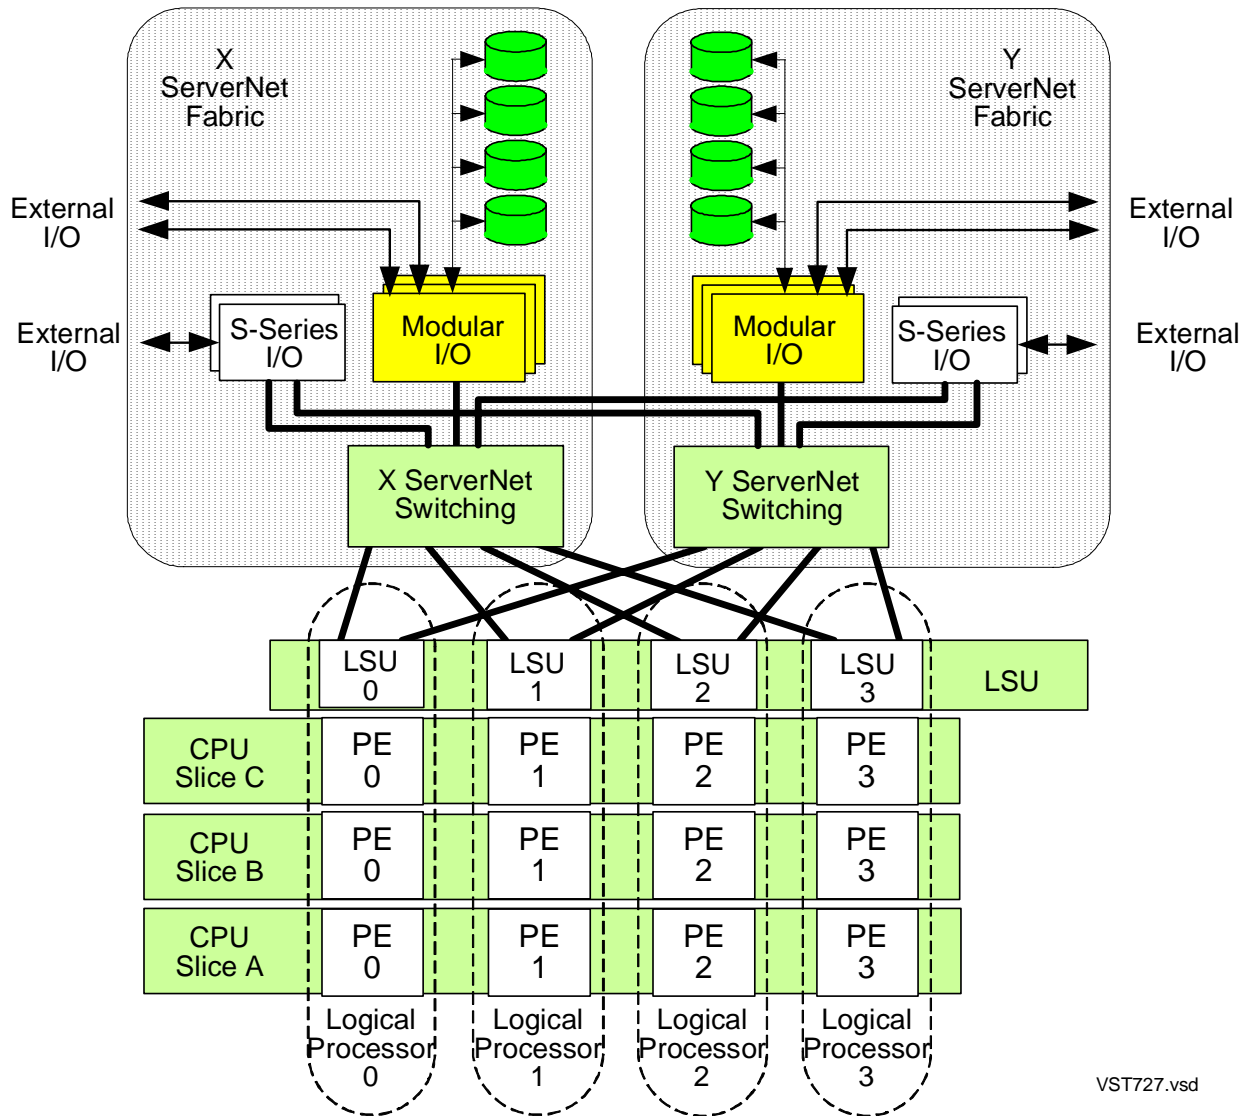 X
ServerNet
Fabric
Y
ServerNet
Fabric
External
I/O
External
I/O
External
I/O
External
I/O
S-Series
I/O
Modular
I/O
Modular
I/O
S-Series
I/O
X ServerNet
Switching
Y ServerNet
Switching
LSU
0
LSU
1
LSU
2
LSU
3
LSU
CPU
Slice C
PE
0
PE
1
PE
2
PE
3
CPU
Slice B
PE
0
PE
1
PE
2
PE
3
CPU
Slice A
PE
0
PE
1
PE
2
PE
3
Logical
Processor
0
Logical
Processor
1
Logical
Processor
2
Logical
Processor
3
VST727.vsd